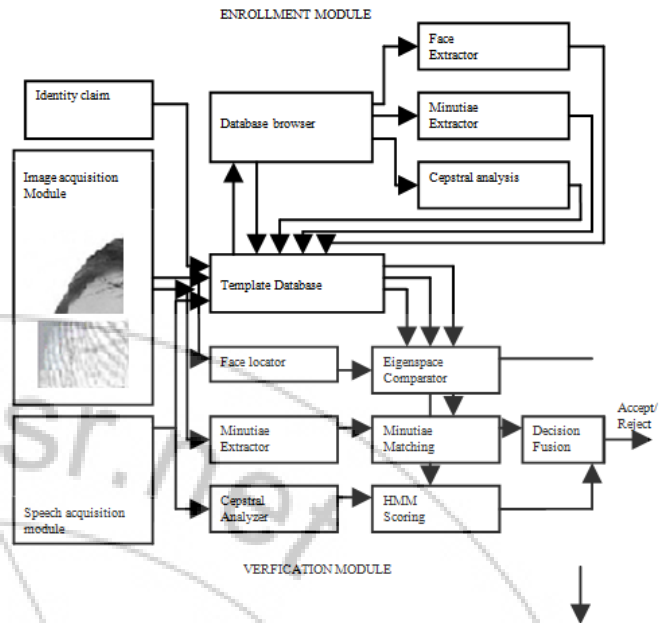 ENROLLMENT MODULE
Face
Extractor
Identity claim
Database browser
Minutiae
Extractor
Image acquisition
Module
Cepstral analysis
Template Database
Face locator
Eigenspace
Comparator
Accept/
Reject
Minutiae
Extractor
Minutiae
Matching
Decision
Fusion
Speech acquisition
module
Cepstral
Analyzer
HMM
Scoring
VERFICATION MODULE
sr.net